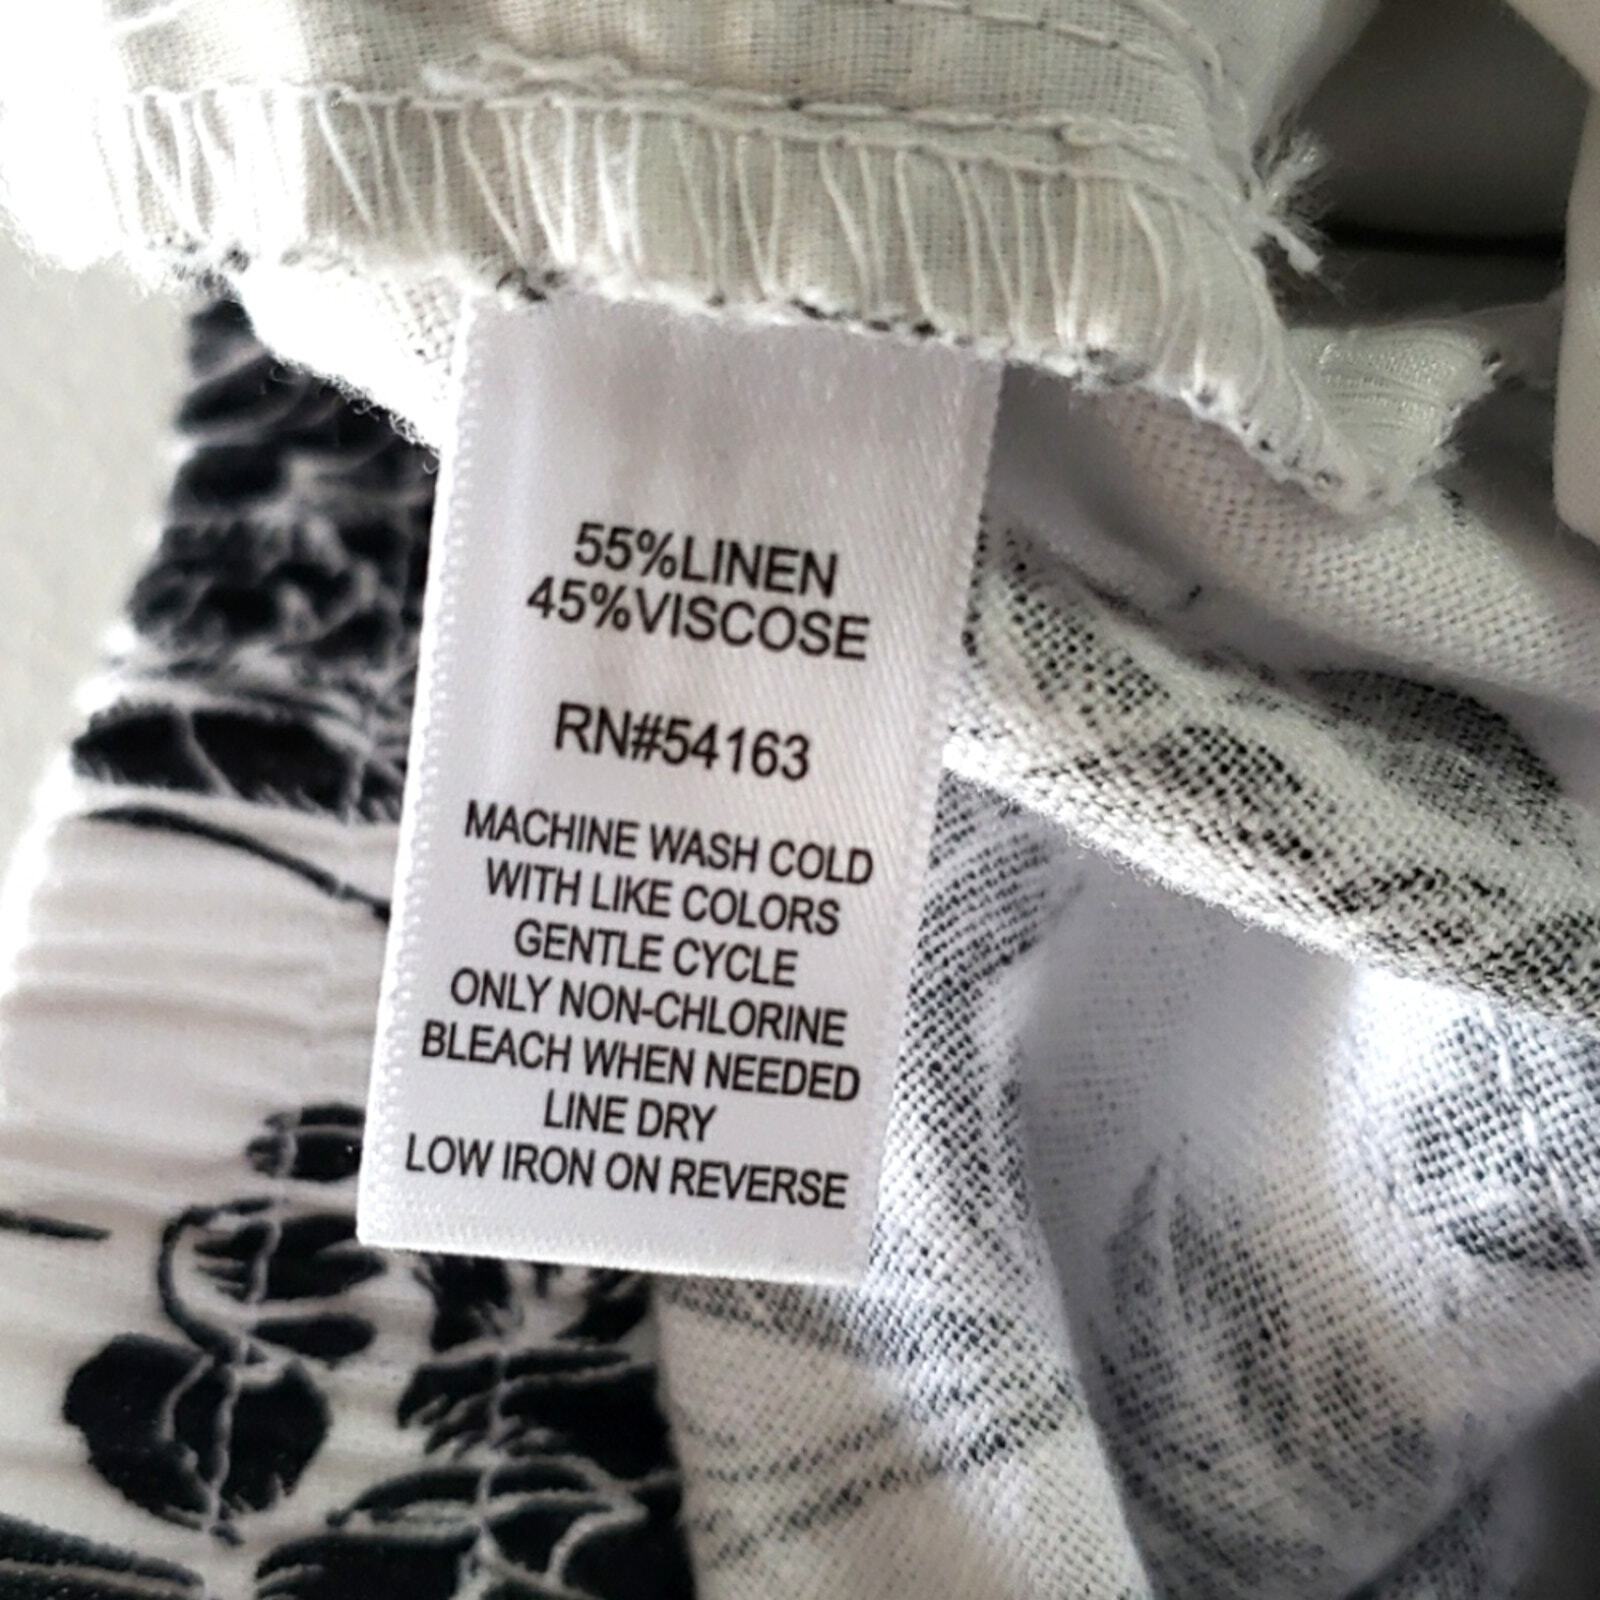 55%LINEN
45%VISCOSE
RN#54163
MACHINE WASH COLD
WITH LIKE COLORS
GENTLE CYCLE
ONLY NON-CHLORINE
BLEACH WHEN NEEDED
LINE DRY
LOW IRON ON REVERSE